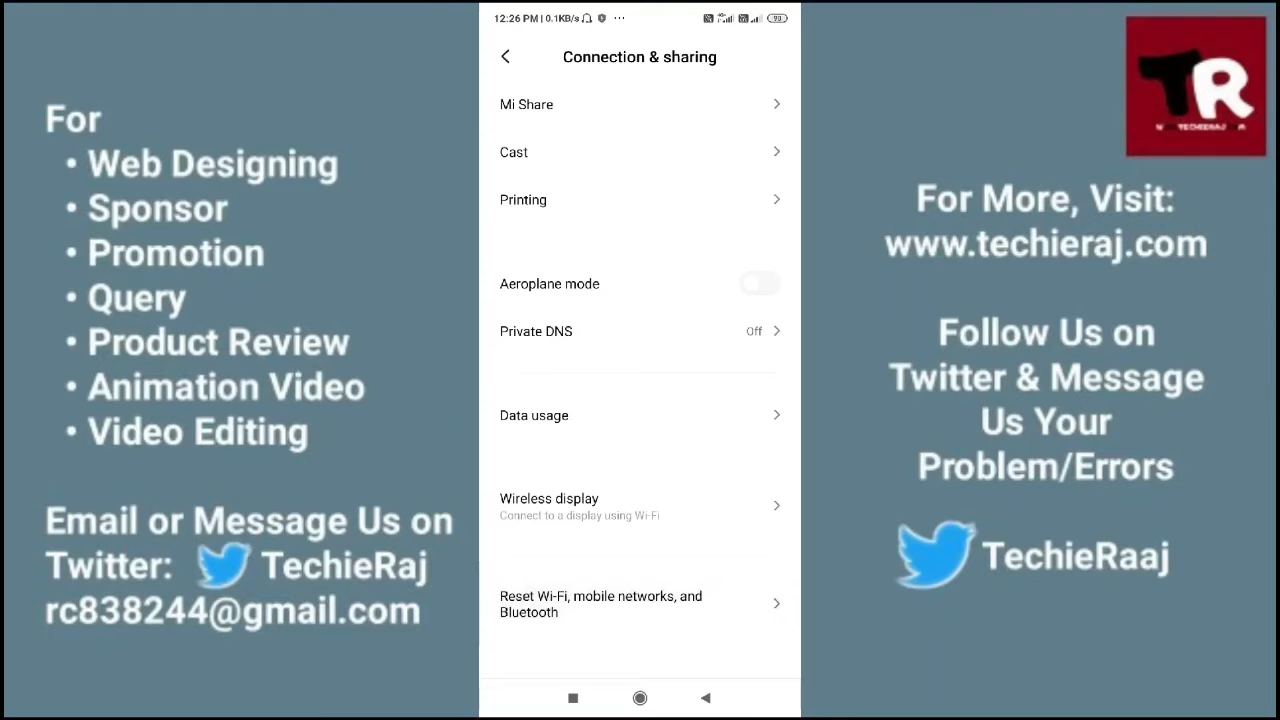 For
• Web Designing
• Sponsor
• Promotion
• Query
• Product Review
• Animation Video
• Video Editing
Email or Message Us on
Twitter: TechieRaj
rc838244@gmail.com
12:26 PM | 0.1KB/s ...
90
Connection & sharing
Mi Share
Cast
Printing
Aeroplane mode
Private DNS Off
Data usage
Wireless display
Connect to a display using Wi-Fi
Reset Wi-Fi, mobile networks, and
Bluetooth
TR
For More, Visit:
www.techieraj.com
Follow Us on
Twitter & Message
Us Your
Problem/Errors
TechieRaaj